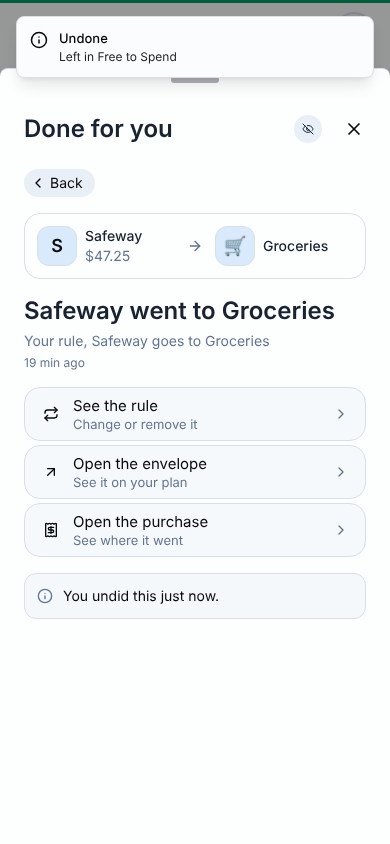 Undone
Left in Free to Spend
Done for you
Back
S
Safeway
$47.25
Groceries
Safeway went to Groceries
Your rule, Safeway goes to Groceries
19 min ago
See the rule
Change or remove it
Open the envelope
See it on your plan
Open the purchase
See where it went
You undid this just now.